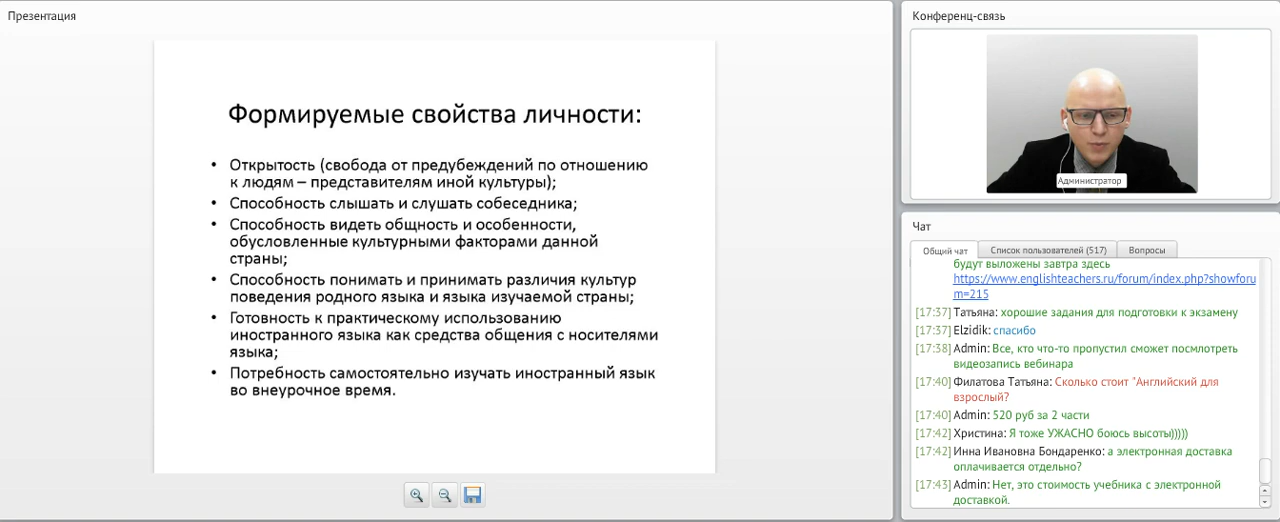 Презентация
Формируемые свойства личности:
• Открытость (свобода от предубеждений по отношению
к людям – представителям иной культуры);
• Способность слышать и слушать собеседника;
• Способность видеть общность и особенности,
обусловленные культурными факторами данной
страны;
• Способность понимать и принимать различия культур
поведения родного языка и языка изучаемой страны;
• Готовность к практическому использованию
иностранного языка как средства общения с носителями
языка;
• Потребность самостоятельно изучать иностранный язык
во внеурочное время.
Конференц-связь
Администратор
Чат
Общий чат
Список пользователей (517)
Вопросы
будут выложены завтра здесь
https://www.englishteachers.ru/forum/index.php?showforu
m=215
[17:37] Татьяна: хорошие задания для подготовки к экзамену
[17:37] Elzidik: спасибо
[17:38] Admin: Все, кто что-то пропустил сможет посмлотреть
видеозапись вебинара
[17:40] Филатова Татьяна: Сколько стоит "Английский для
взрослый?
[17:40] Admin: 520 руб за 2 части
[17:42] Христина: Я тоже УЖАСНО боюсь высоты)))))
[17:42] Инна Ивановна Бондаренко: а электронная доставка
оплачивается отдельно?
[17:43] Admin: Нет, это стоимость учебника с электронной
доставкой.